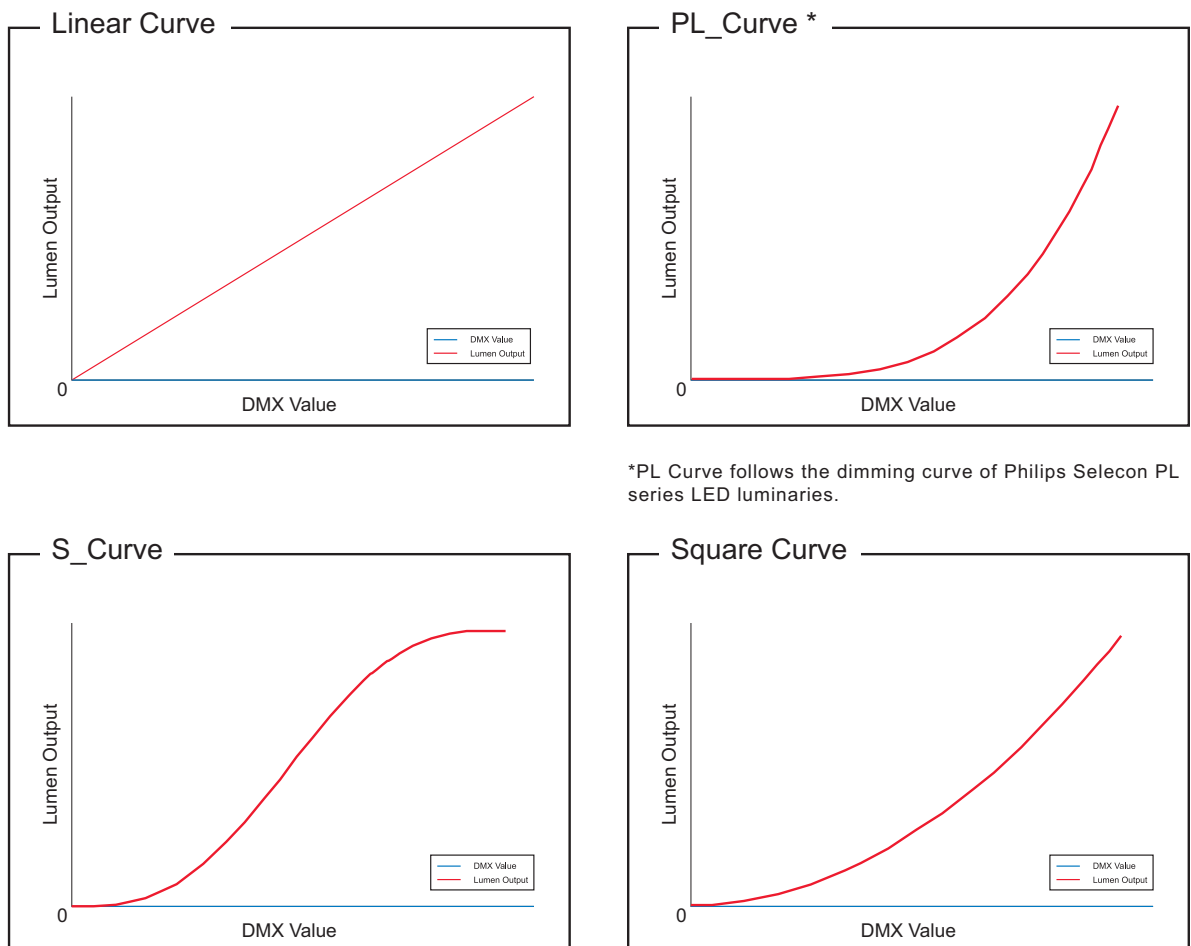 Linear Curve
Lumen Output
DMX Value
Lumen Output
0
DMX Value
PL_Curve *
Lumen Output
DMX Value
Lumen Output
0
DMX Value
*PL Curve follows the dimming curve of Philips Selecon PL
series LED luminaries.
S_Curve
Lumen Output
DMX Value
Lumen Output
0
DMX Value
Square Curve
Lumen Output
DMX Value
Lumen Output
0
DMX Value